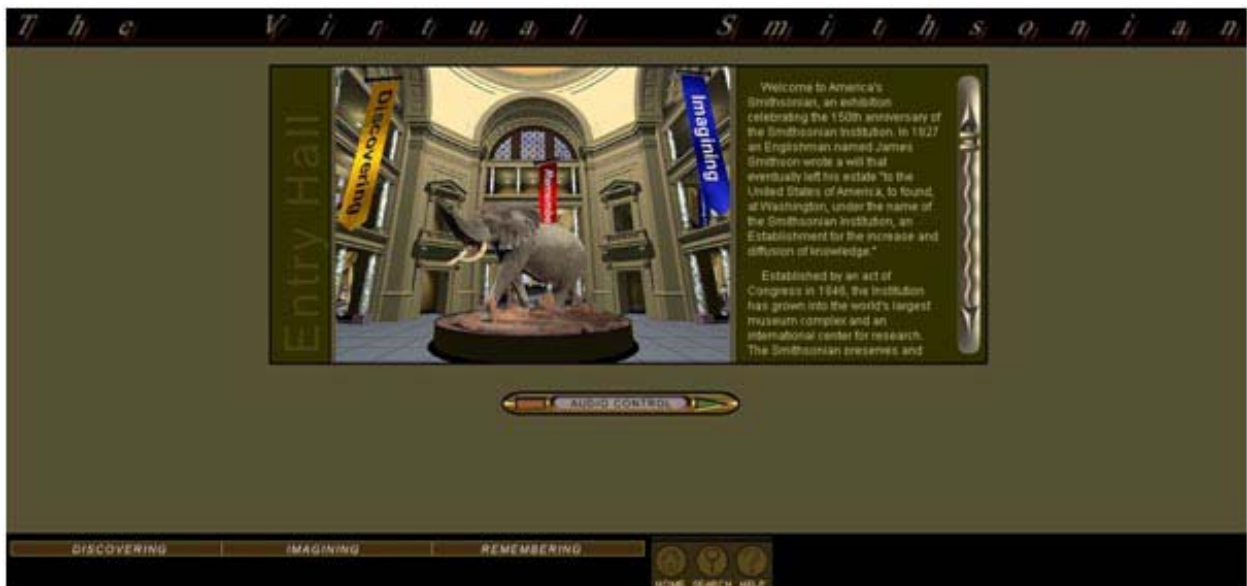 The Virtual Smithsonian
Entry Hall
Discovering
Imagining
Welcome to America's
Smithsonian, an exhibition
celebrating the 150th anniversary of
the Smithsonian Institution. In 1827
an Englishman named James
Smithson wrote a will that
eventually left his estate "to the
United States of America, to found,
at Washington, under the name of
the Smithsonian Institution, an
Establishment for the increase and
diffusion of knowledge."
Established by an act of
Congress in 1846, the Institution
has grown into the world's largest
museum complex and an
international center for research.
The Smithsonian preserves and
AUDIO CONTROL
DISCOVERING
IMAGINING
REMEMBERING
HOME
SEARCH
HELP